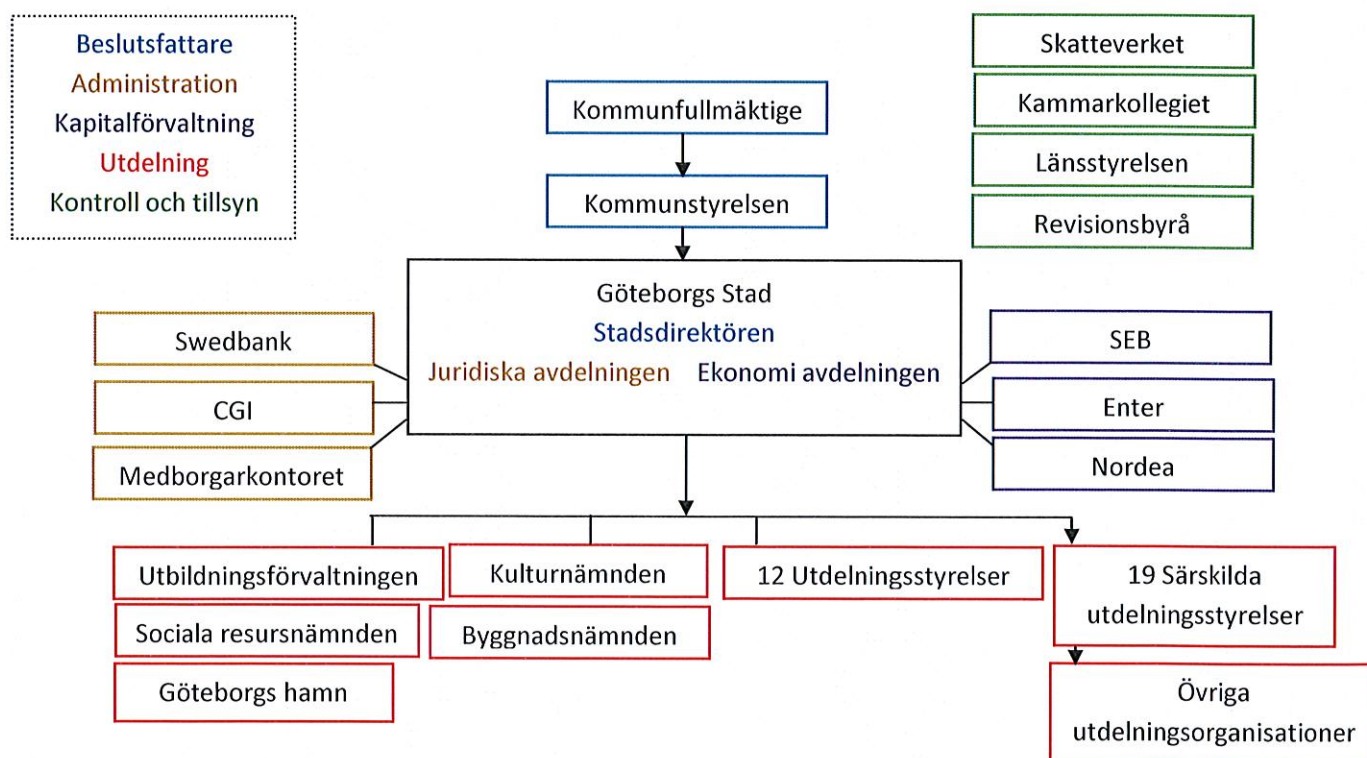 Beslutsfattare
Administration
Kapitalförvaltning
Utdelning
Kontroll och tillsyn
Kommunfullmäktige
Kommunstyrelsen
Skatteverket
Kammarkollegiet
Länsstyrelsen
Revisionsbyrå
Göteborgs Stad
Stadsdirektören
Juridiska avdelningen Ekonomi avdelningen
Swedbank
CGI
Medborgarkontoret
SEB
Enter
Nordea
Utbildningsförvaltningen
Sociala resursnämnden
Göteborgs hamn
Kulturnämnden
Byggnadsnämnden
12 Utdelningsstyrelser
19 Särskilda
utdelningsstyrelser
Övriga
utdelningsorganisationer